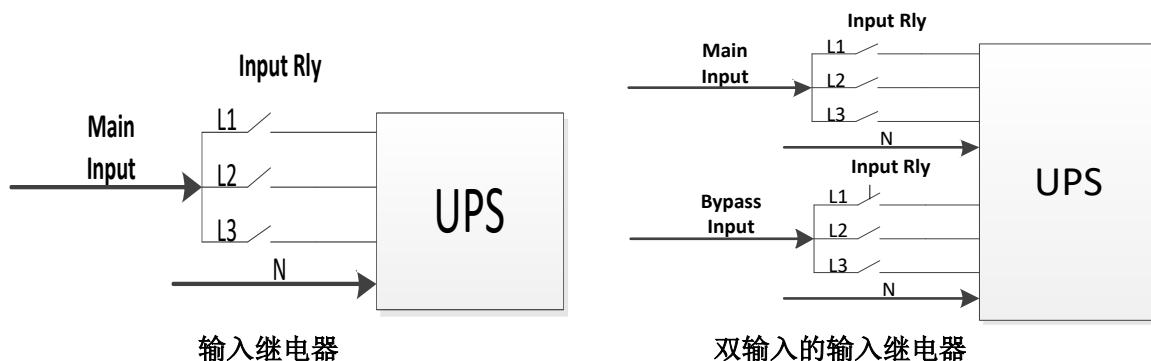 Input Rly
Main
Input
L1
L2
L3
N
UPS
输入继电器
Input Rly
Main
Input
L1
L2
L3
N
Input Rly
Bypass
Input
L1
L2
L3
N
UPS
双输入的输入继电器